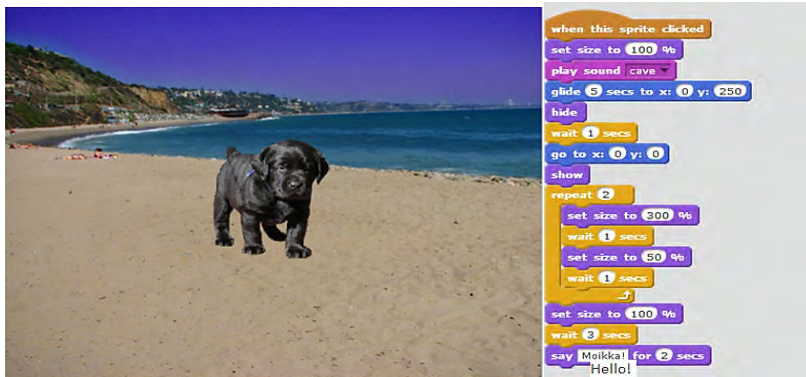 when this sprite clicked
set size to 100 %
play sound cave
glide 5 secs to x: 0 y: 250
hide
wait 1 secs
go to x: 0 y: 0
show
repeat 2
set size to 300 %
wait 1 secs
set size to 50 %
wait 1 secs
set size to 100 %
wait 3 secs
say Moikka! for 2 secs
Hello!